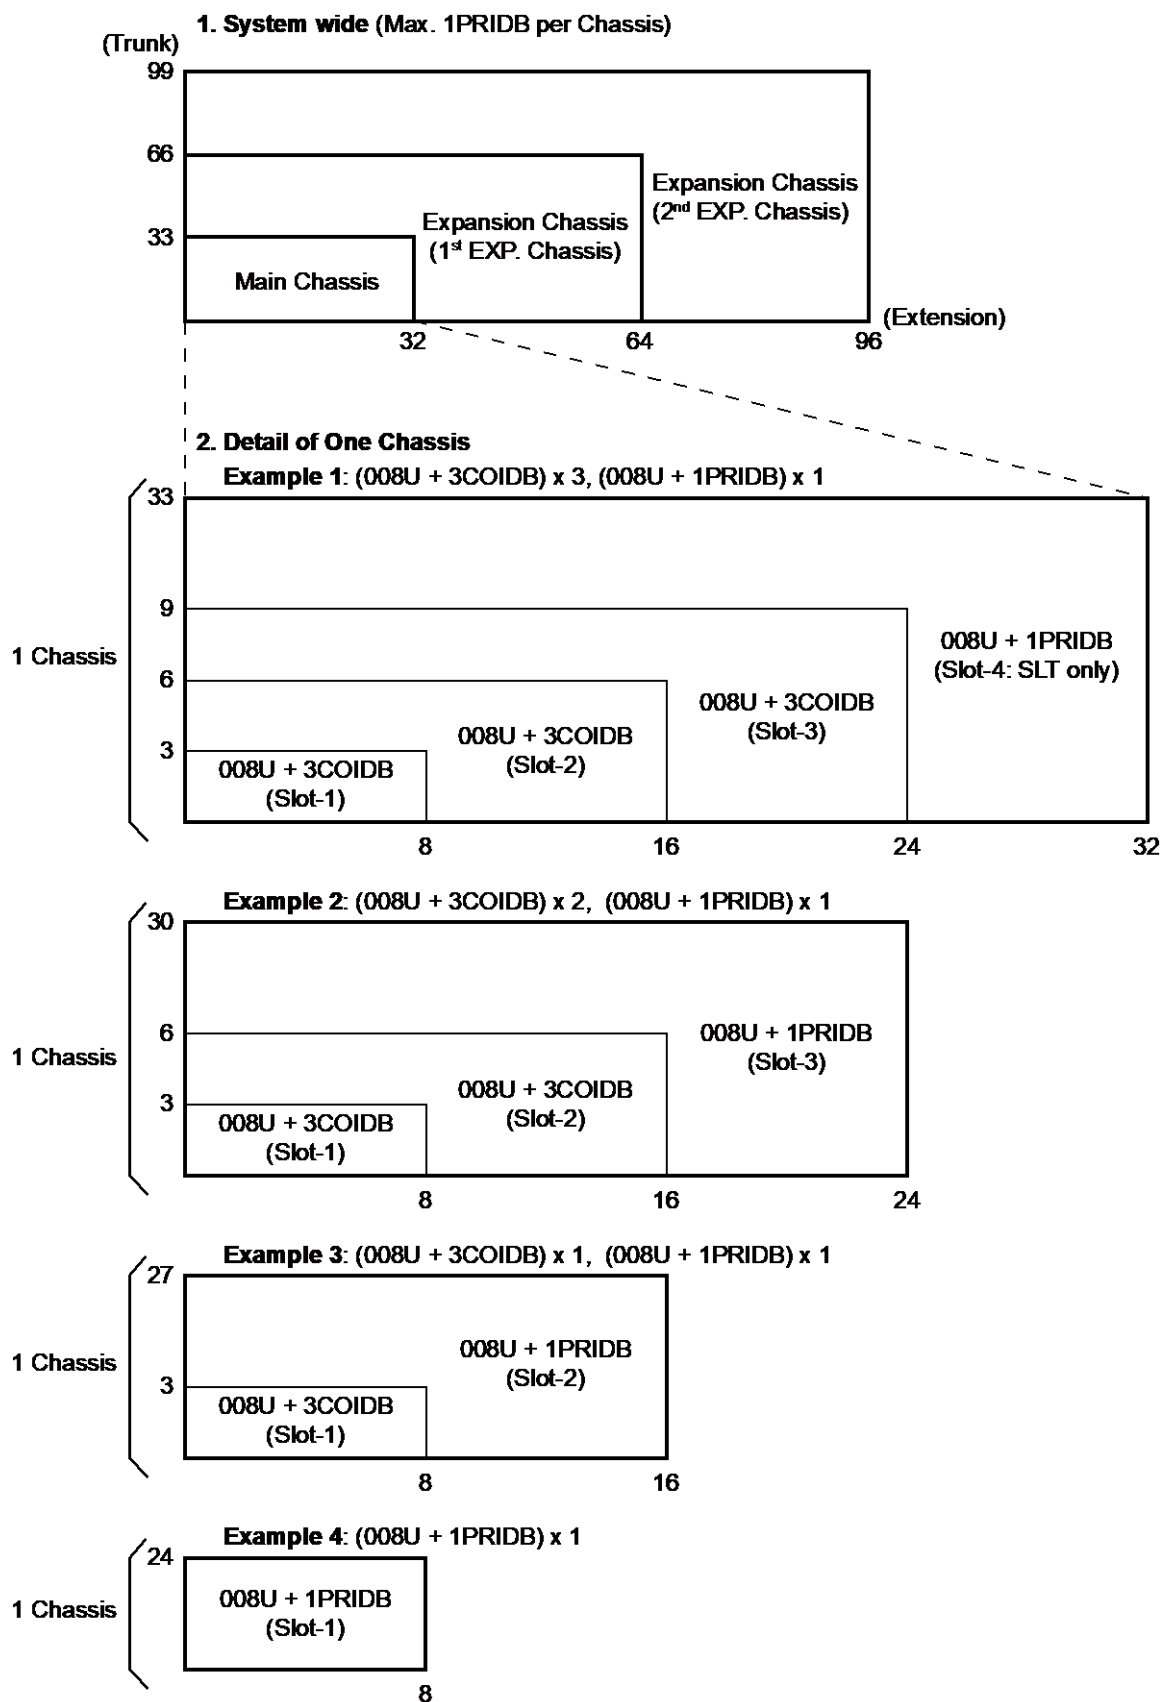 1. System wide (Max. 1PRIDB per Chassis)
(Trunk)
99
66
Expansion Chassis
(2nd EXP. Chassis)
Expansion Chassis
(1st EXP. Chassis)
33
Main Chassis
(Extension)
32 64 96
2. Detail of One Chassis
Example 1: (008U + 3COIDB) x 3, (008U + 1PRIDB) x 1
33
9
008U + 1PRIDB
(Slot-4: SLT only)
1 Chassis
6
008U + 3COIDB
(Slot-3)
008U + 3COIDB
(Slot-2)
3
008U + 3COIDB
(Slot-1)
8 16 24 32
Example 2: (008U + 3COIDB) x 2, (008U + 1PRIDB) x 1
30
6
008U + 1PRIDB
(Slot-3)
1 Chassis
008U + 3COIDB
(Slot-2)
3
008U + 3COIDB
(Slot-1)
8 16 24
Example 3: (008U + 3COIDB) x 1, (008U + 1PRIDB) x 1
27
008U + 1PRIDB
(Slot-2)
1 Chassis
3
008U + 3COIDB
(Slot-1)
8 16
Example 4: (008U + 1PRIDB) x 1
24
008U + 1PRIDB
(Slot-1)
1 Chassis
8